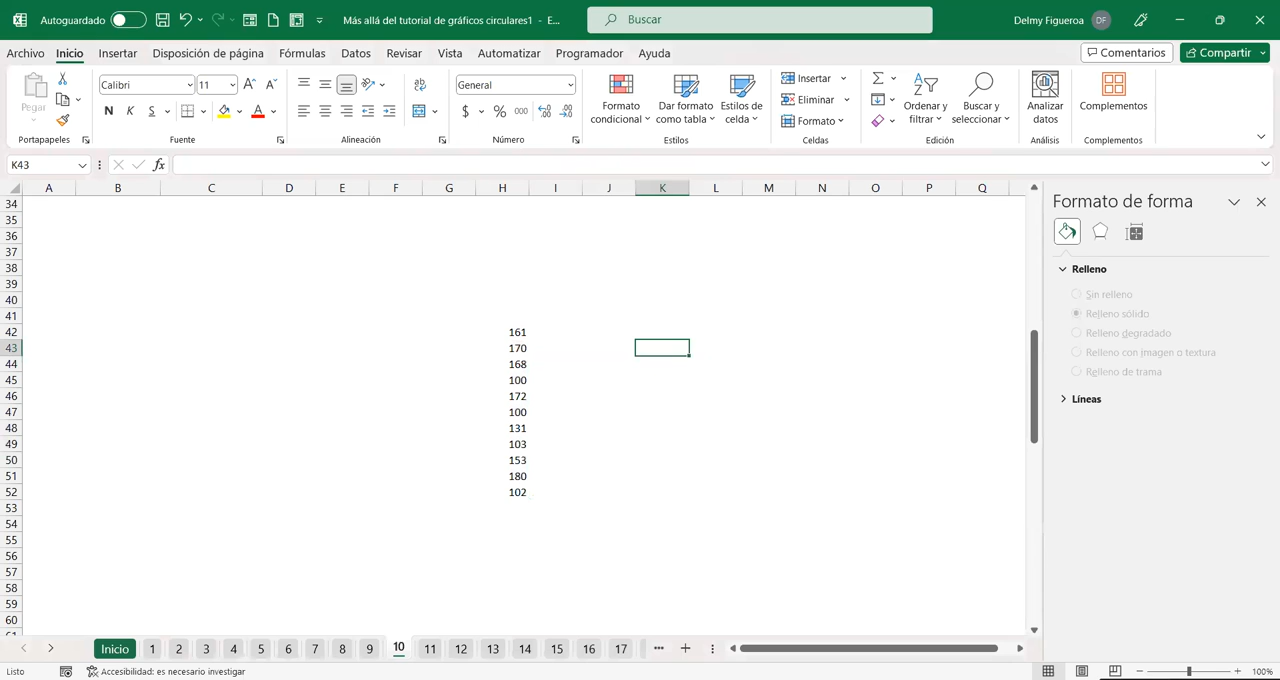 Autoguardado
Más allá del tutorial de gráficos circulares1 - E...
Buscar
Delmy Figueroa DF
Archivo Inicio Insertar Disposición de página Fórmulas Datos Revisar Vista Automatizar Programador Ayuda
Comentarios Compartir
Pegar
Portapapeles
Calibri 11
N K S
Fuente
Alineación
General
$ % 000
Número
Formato condicional
Dar formato como tabla
Estilos de celda
Estilos
Insertar
Eliminar
Formato
Celdas
Ordenar y filtrar
Buscar y seleccionar
Edición
Analizar datos
Análisis
Complementos
Complementos
K43 fx
A B C D E F G H I J K L M N O P Q
34
35
36
37
38
39
40
41
42 161
43 170
44 168
45 100
46 172
47 100
48 131
49 103
50 153
51 180
52 102
53
54
55
56
57
58
59
60
61
Formato de forma
Relleno
Sin relleno
Relleno sólido
Relleno degradado
Relleno con imagen o textura
Relleno de trama
Líneas
Inicio 1 2 3 4 5 6 7 8 9 10 11 12 13 14 15 16 17 ...
Listo
Accesibilidad: es necesario investigar
100%